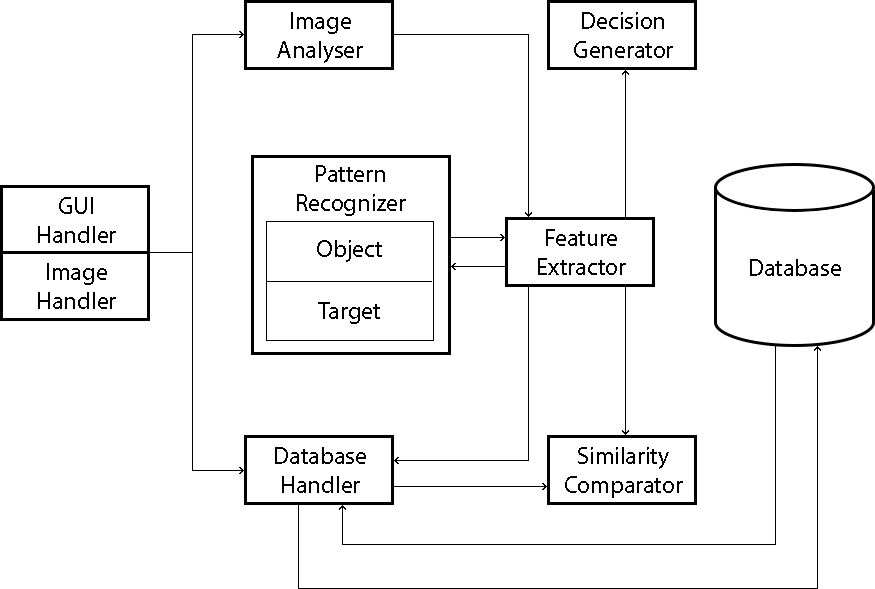 Image
Analyser
Decision
Generator
Pattern
Recognizer
Object
Target
GUI
Handler
Image
Handler
Feature
Extractor
Database
Database
Handler
Similarity
Comparator